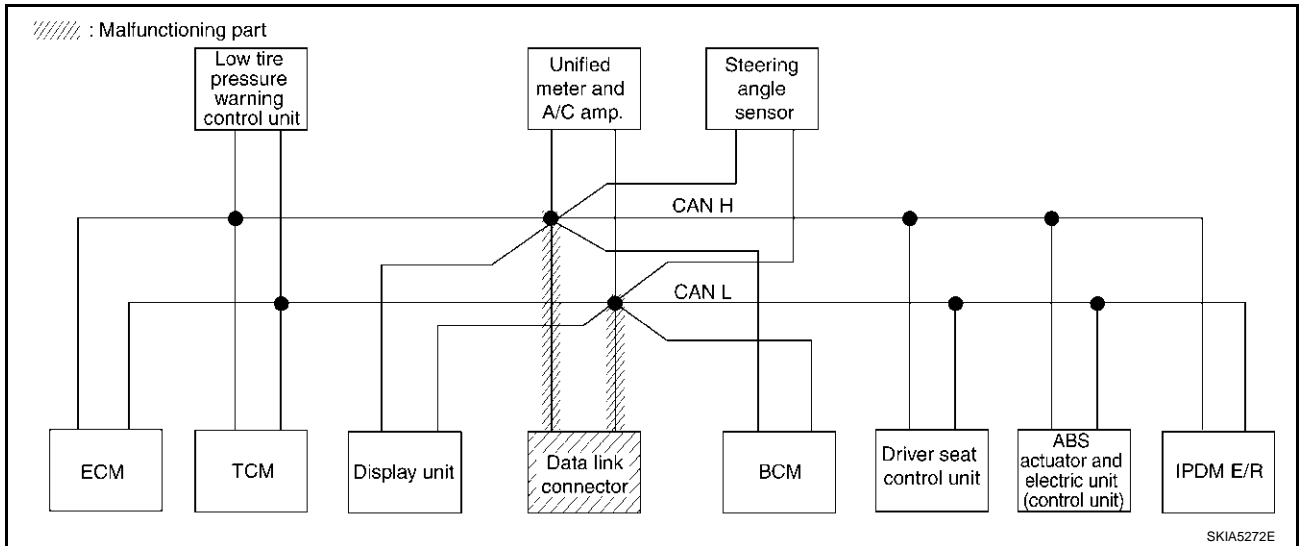 : Malfunctioning part
Low tire
pressure
warning
control unit
Unified
meter and
A/C amp.
Steering
angle
sensor
CAN H
CAN L
ECM
TCM
Display unit
Data link
connector
BCM
Driver seat
control unit
ABS
actuator and
electric unit
(control unit)
IPDM E/R
SKIA5272E